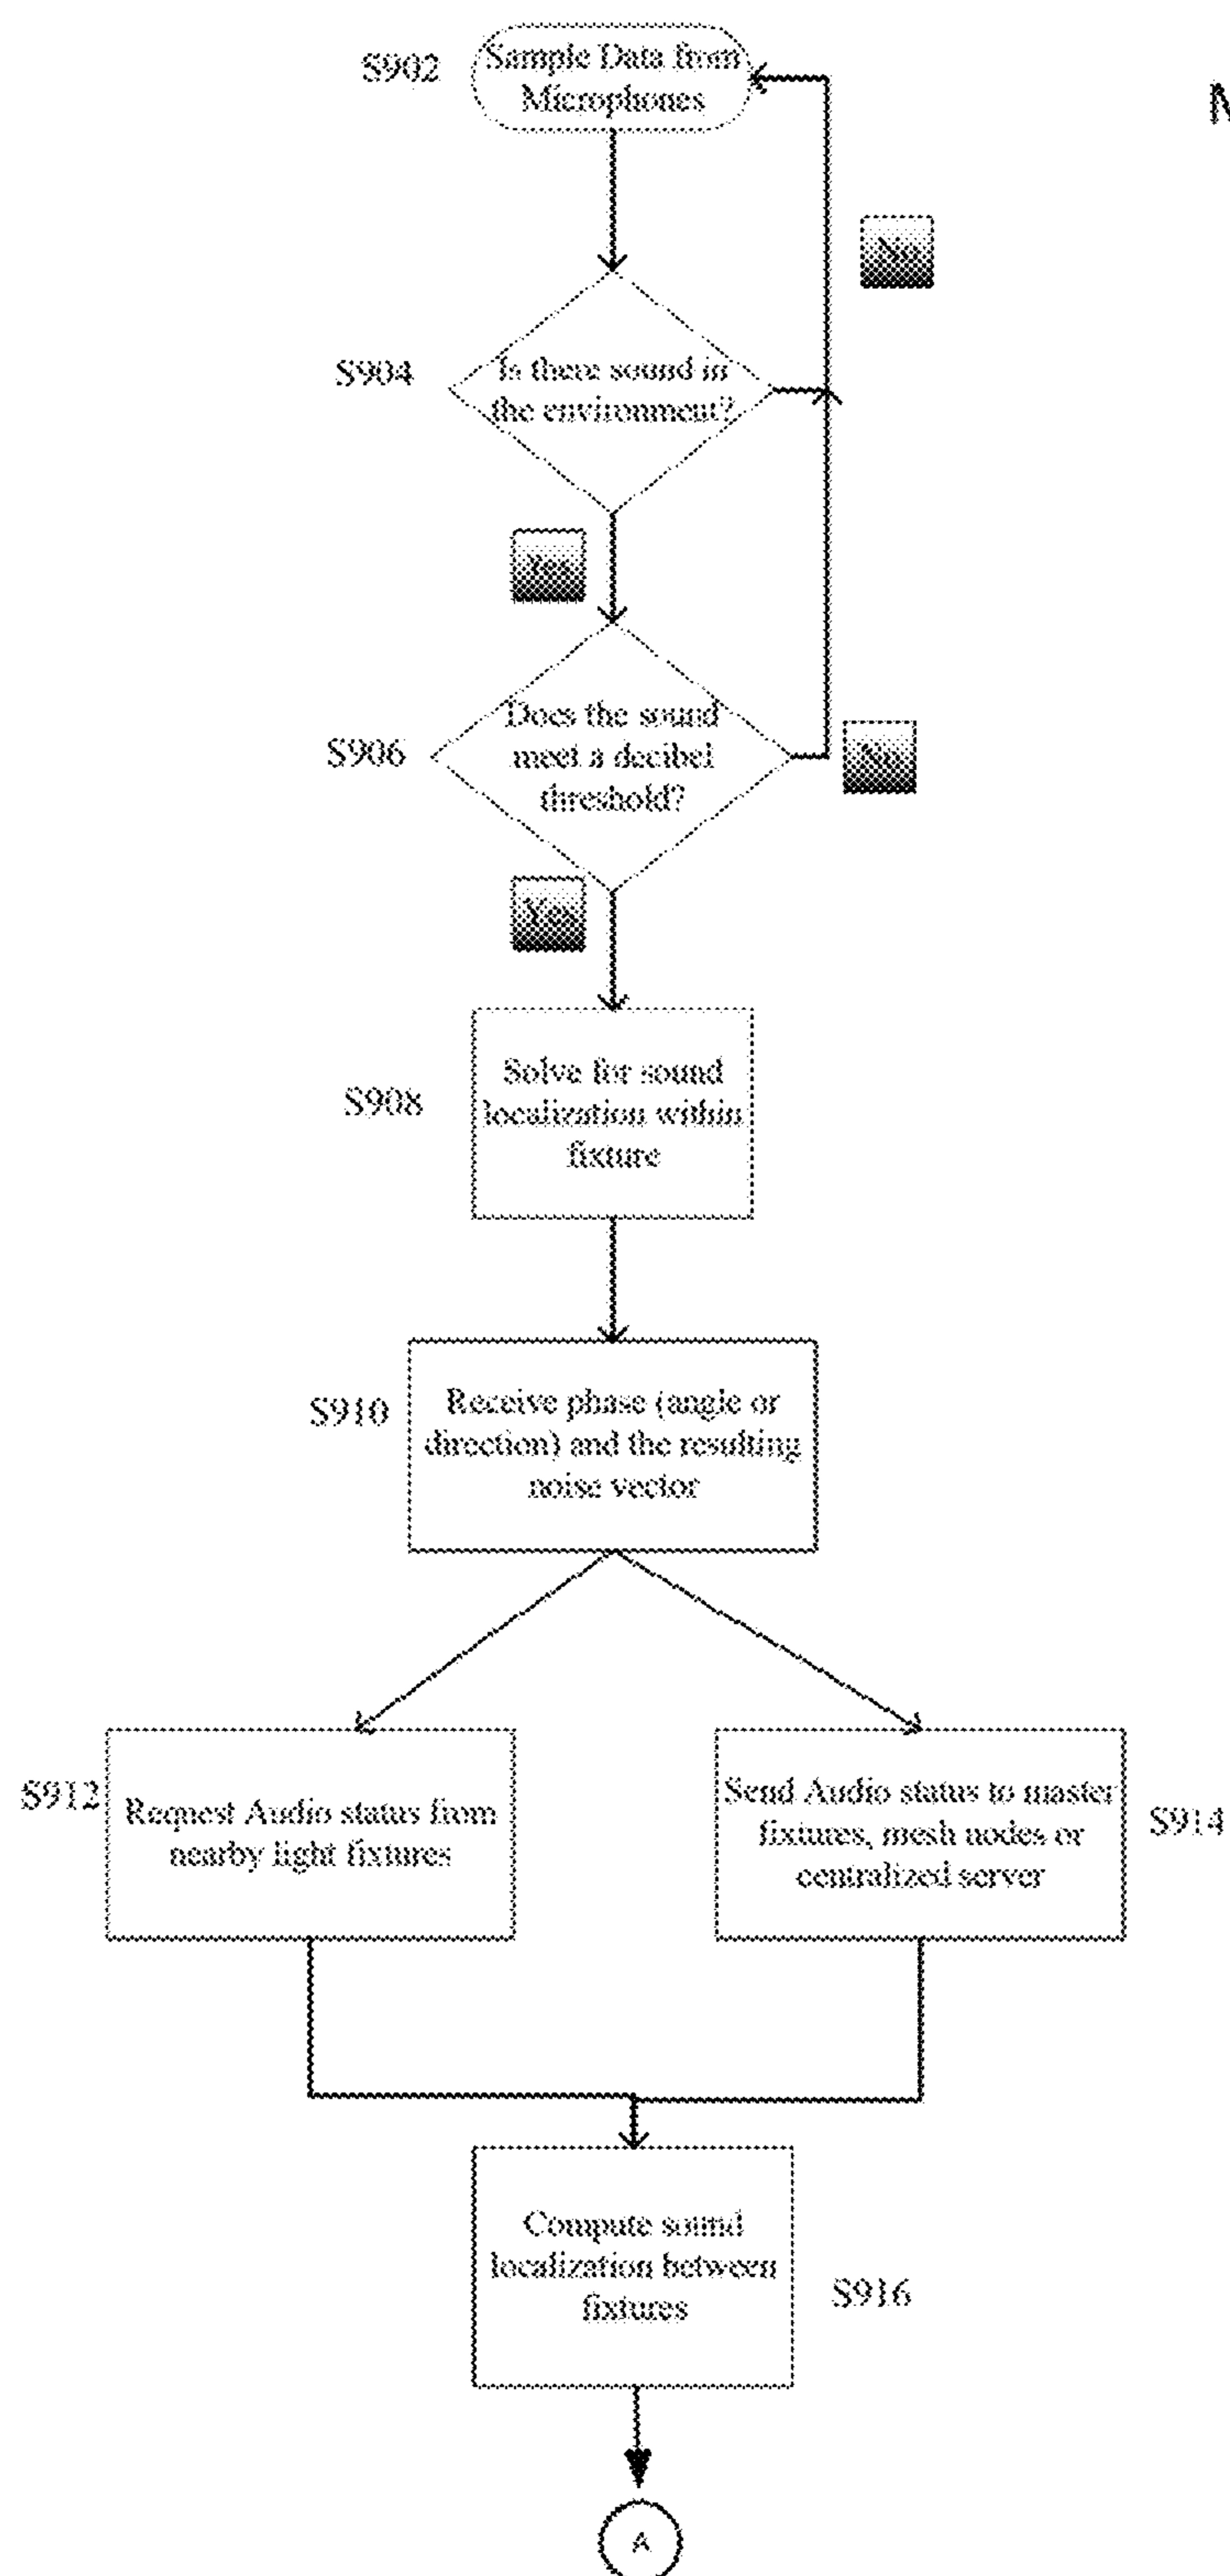 S902
Sample Data from
Microphones
No
S904
Is there sound in
the environment?
Yes
S906
Does the sound
meet a decibel
threshold?
No
Yes
S908
Solve for sound
localization within
fixture
S910
Receive phase (angle or
direction) and the resulting
noise vector
S912
Request Audio status from
nearby light fixtures
Send Audio status to master
fixtures, mesh nodes or
centralized server
S914
Compute sound
localization between
fixtures
S916
A